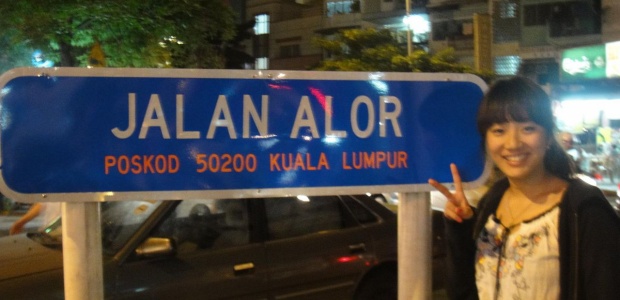 JALAN ALOR
POSKOD 50200 KUALA LUMPUR